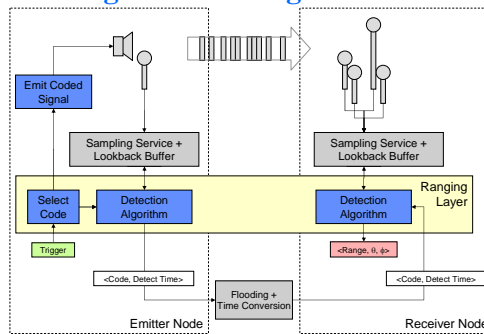 Emit Coded
Signal
Sampling Service +
Lookback Buffer
Sampling Service +
Lookback Buffer
Ranging
Layer
Select
Code
Detection
Algorithm
Detection
Algorithm
Trigger
<Range, θ, ϕ>
<Code, Detect Time>
<Code, Detect Time>
Flooding +
Time Conversion
Emitter Node
Receiver Node